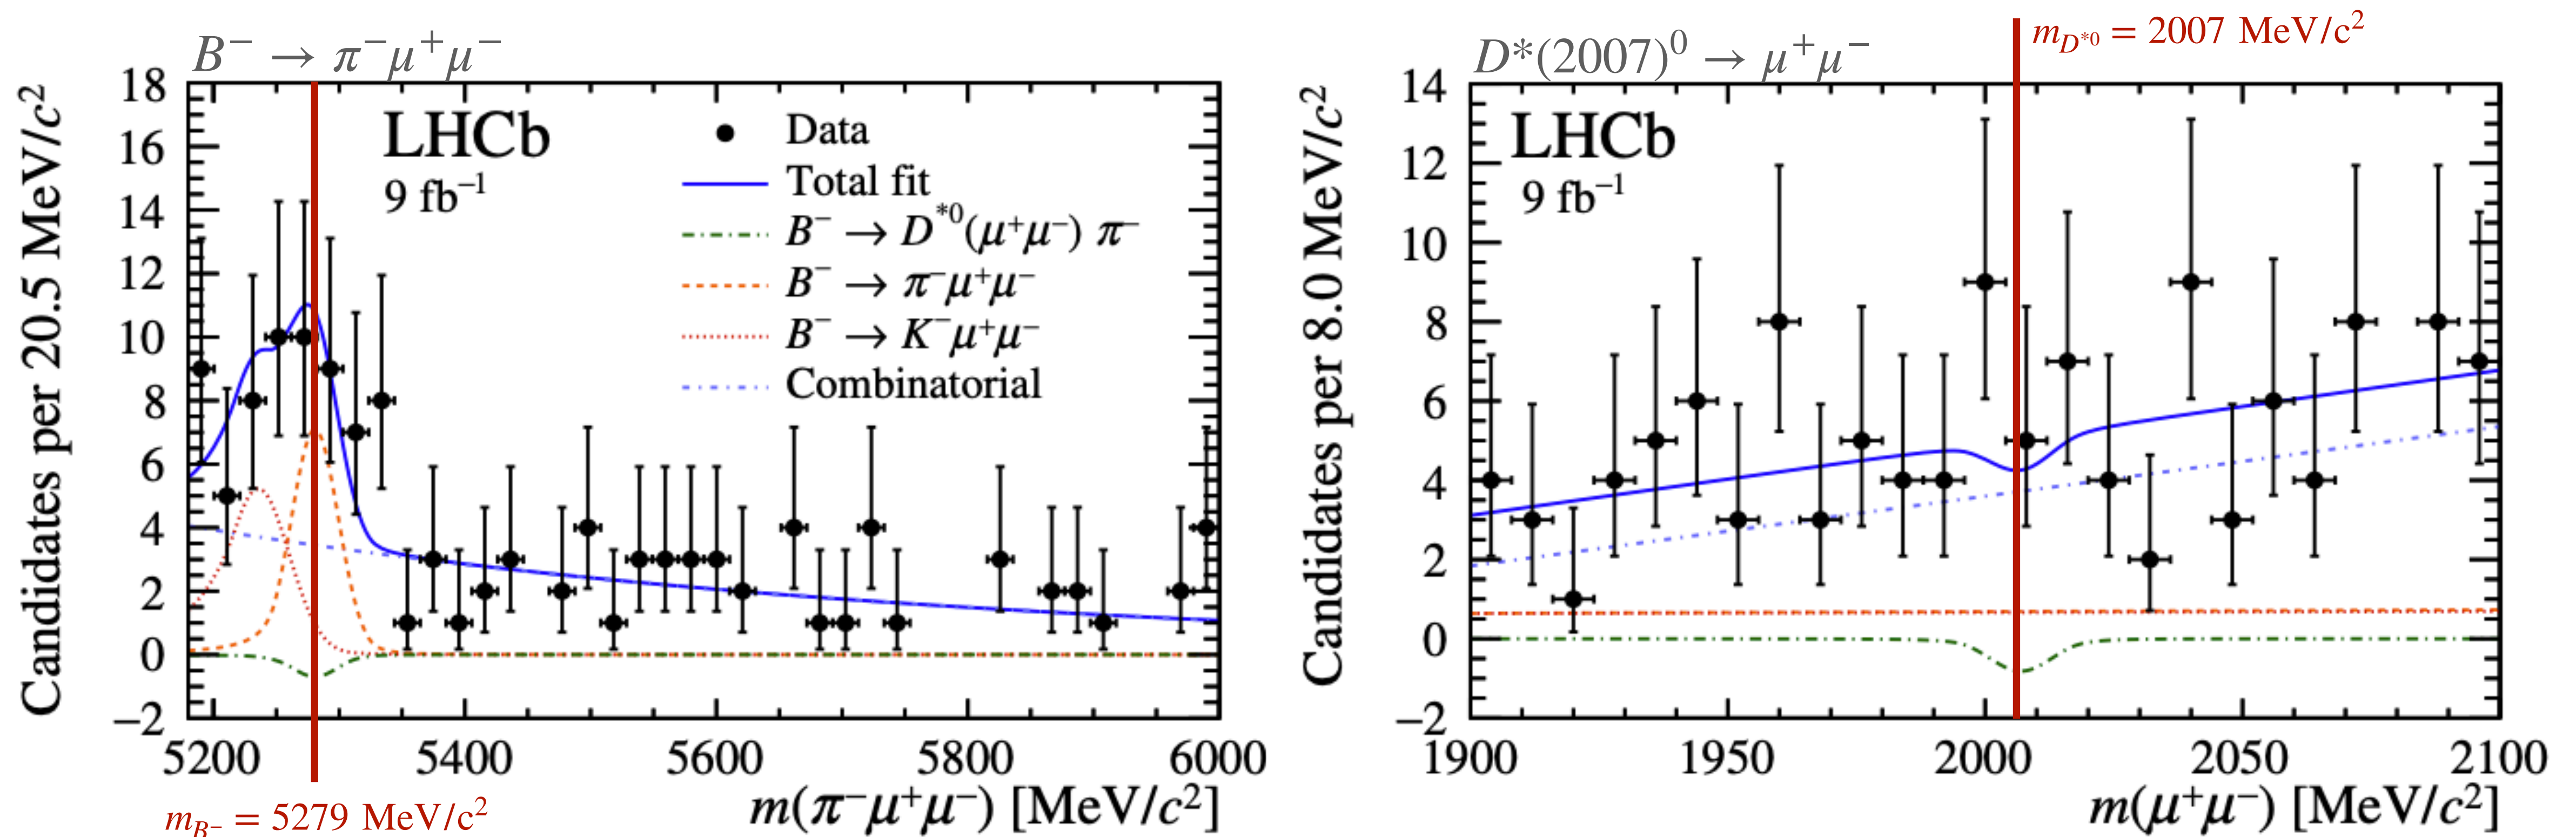 B⁻ → π⁻μ⁺μ⁻
Candidates per 20.5 MeV/c²
18
16
14
12
10
8
6
4
2
0
−2
LHCb
9 fb⁻¹
Data
Total fit
B⁻ → D*⁰(μ⁺μ⁻) π⁻
B⁻ → π⁻μ⁺μ⁻
B⁻ → K⁻μ⁺μ⁻
Combinatorial
5200 5400 5600 5800 6000
m(π⁻μ⁺μ⁻) [MeV/c²]
m_B⁻ = 5279 MeV/c²
D*(2007)⁰ → μ⁺μ⁻
m_D*⁰ = 2007 MeV/c²
Candidates per 8.0 MeV/c²
14
12
10
8
6
4
2
0
−2
LHCb
9 fb⁻¹
1900 1950 2000 2050 2100
m(μ⁺μ⁻) [MeV/c²]